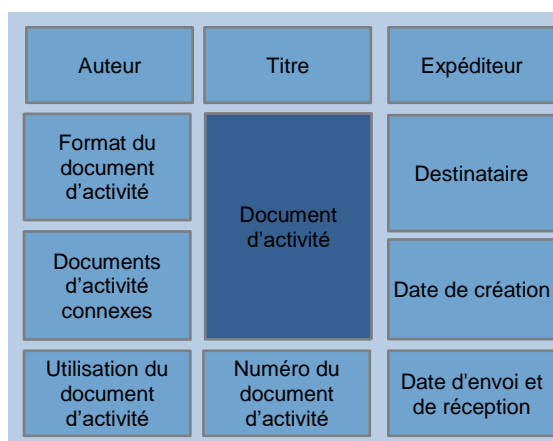 Auteur
Titre
Expéditeur
Format du
document
d’activité
Document
d’activité
Destinataire
Documents
d’activité
connexes
Date de création
Utilisation du
document
d’activité
Numéro du
document
d’activité
Date d'envoi et
de réception